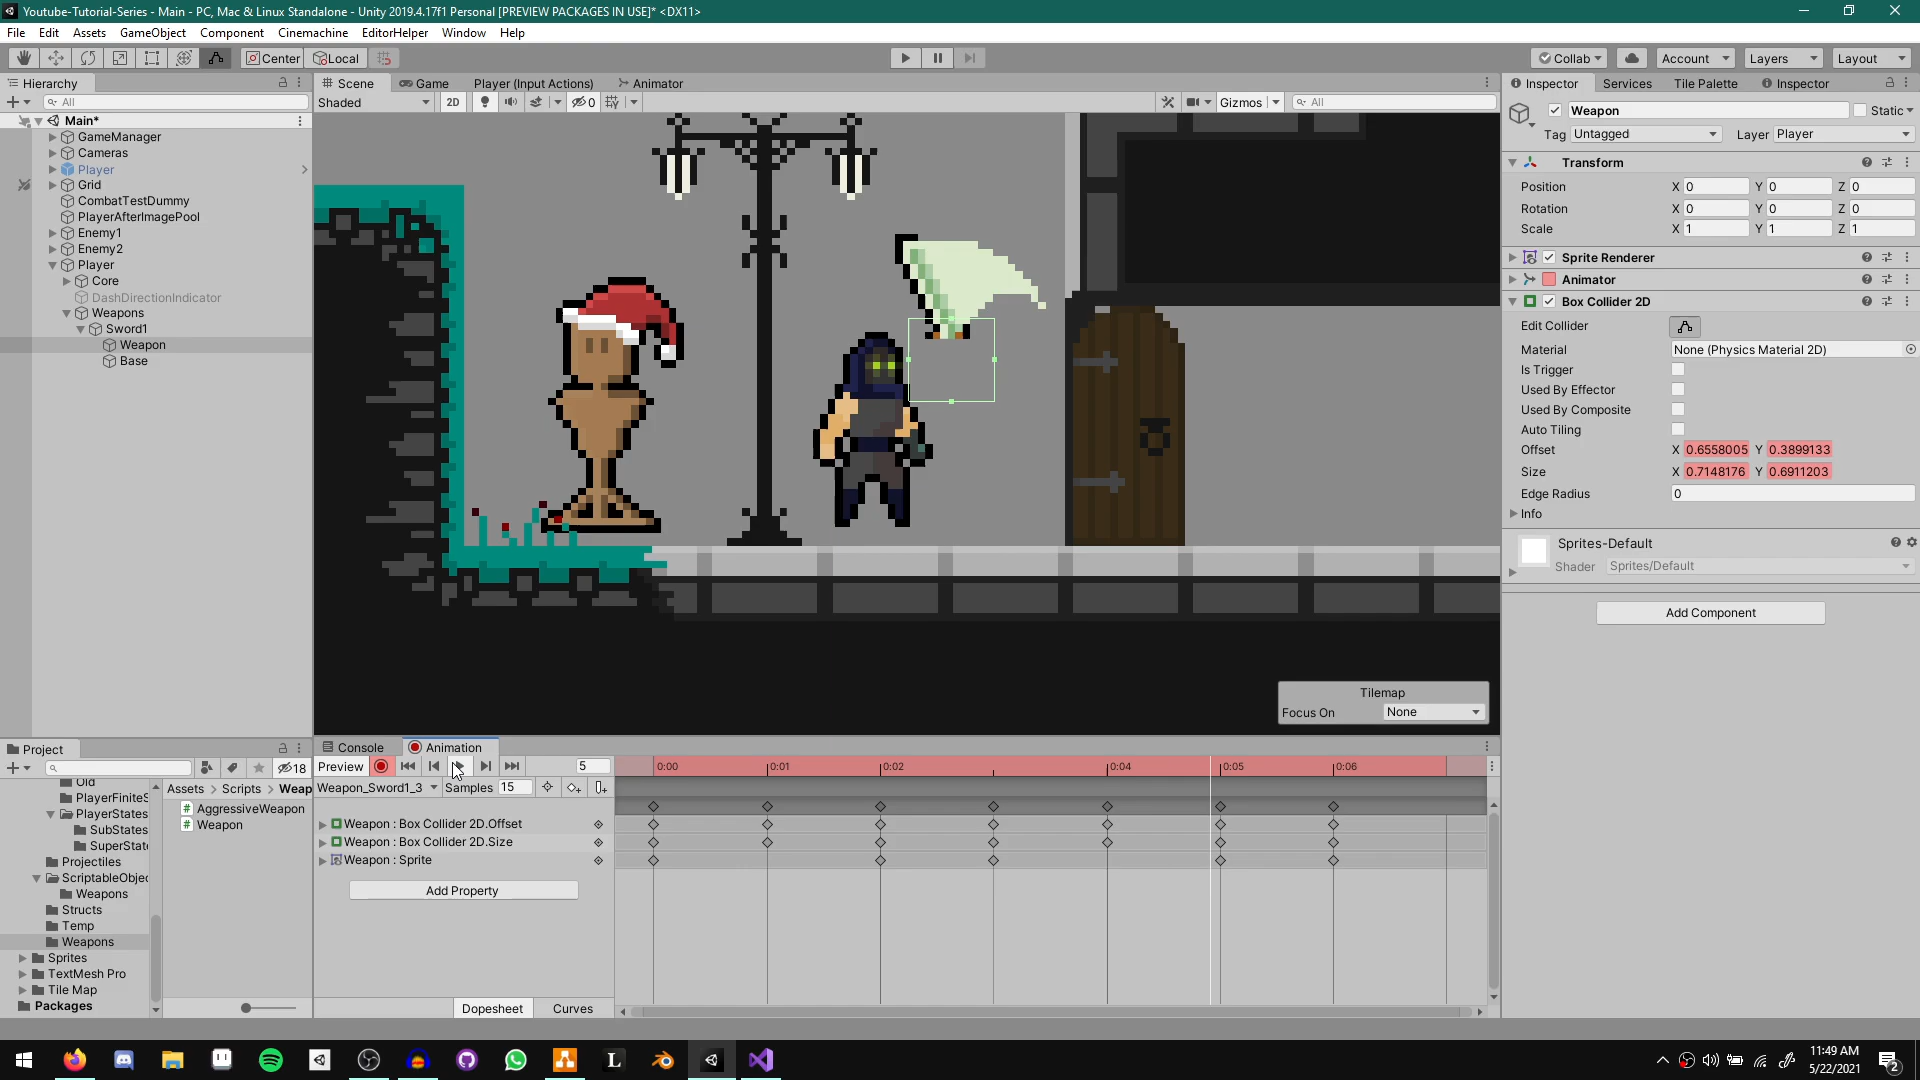 Youtube-Tutorial-Series - Main - PC, Mac & Linux Standalone - Unity 2019.4.17f1 Personal [PREVIEW PACKAGES IN USE]* <DX11>
File Edit Assets GameObject Component Cinemachine EditorHelper Window Help
Center Local Collab Account Layers Layout
Hierarchy
All
Main*
GameManager
Cameras
Player
Grid
CombatTestDummy
PlayerAfterImagePool
Enemy1
Enemy2
Player
Core
DashDirectionIndicator
Weapons
Sword1
Weapon
Base
Scene Game Player (Input Actions) Animator
Shaded 2D 0 Gizmos All
Tilemap
Focus On None
Inspector Services Tile Palette Inspector
Weapon Static
Tag Untagged Layer Player
Transform
Position X 0 Y 0 Z 0
Rotation X 0 Y 0 Z 0
Scale X 1 Y 1 Z 1
Sprite Renderer
Animator
Box Collider 2D
Edit Collider
Material None (Physics Material 2D)
Is Trigger
Used By Effector
Used By Composite
Auto Tiling
Offset X 0.6558005 Y 0.3899133
Size X 0.7148176 Y 0.6911203
Edge Radius 0
Info
Sprites-Default
Shader Sprites/Default
Add Component
Project
18
Old
PlayerFiniteS
PlayerStates
SubStates
SuperState
Projectiles
ScriptableObjec
Weapons
Structs
Temp
Weapons
Sprites
TextMesh Pro
Tile Map
Packages
Assets > Scripts > Weap
AggressiveWeapon
Weapon
Console Animation
Preview 5
0:00 0:01 0:02 0:04 0:05 0:06
Weapon_Sword1_3 Samples 15
Weapon : Box Collider 2D.Offset
Weapon : Box Collider 2D.Size
Weapon : Sprite
Add Property
Dopesheet Curves
11:49 AM
5/22/2021
2